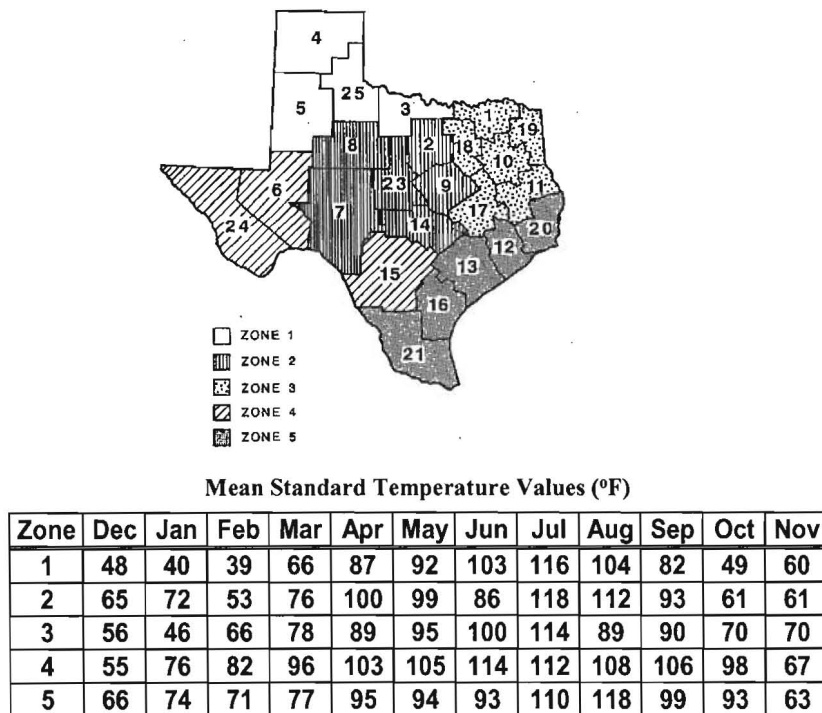 4
5
25
3
1
19
2
18
8
10
23
9
11
6
7
14
17
24
20
12
15
13
16
21
ZONE 1
ZONE 2
ZONE 3
ZONE 4
ZONE 5
Mean Standard Temperature Values (ºF)
Zone Dec Jan Feb Mar Apr May Jun Jul Aug Sep Oct Nov
1 48 40 39 66 87 92 103 116 104 82 49 60
2 65 72 53 76 100 99 86 118 112 93 61 61
3 56 46 66 78 89 95 100 114 89 90 70 70
4 55 76 82 96 103 105 114 112 108 106 98 67
5 66 74 71 77 95 94 93 110 118 99 93 63